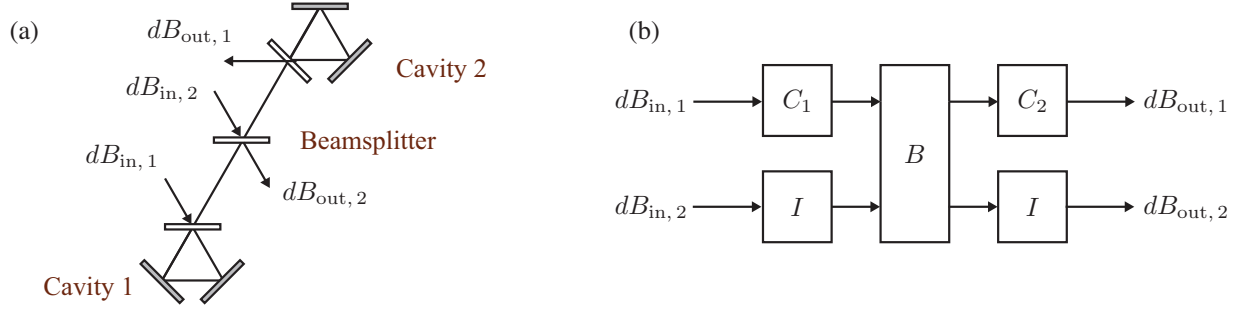 (a)
dB_out, 1
Cavity 2
dB_in, 2
Beamsplitter
dB_in, 1
dB_out, 2
Cavity 1
(b)
dB_in, 1 C_1 B C_2 dB_out, 1
dB_in, 2 I I dB_out, 2